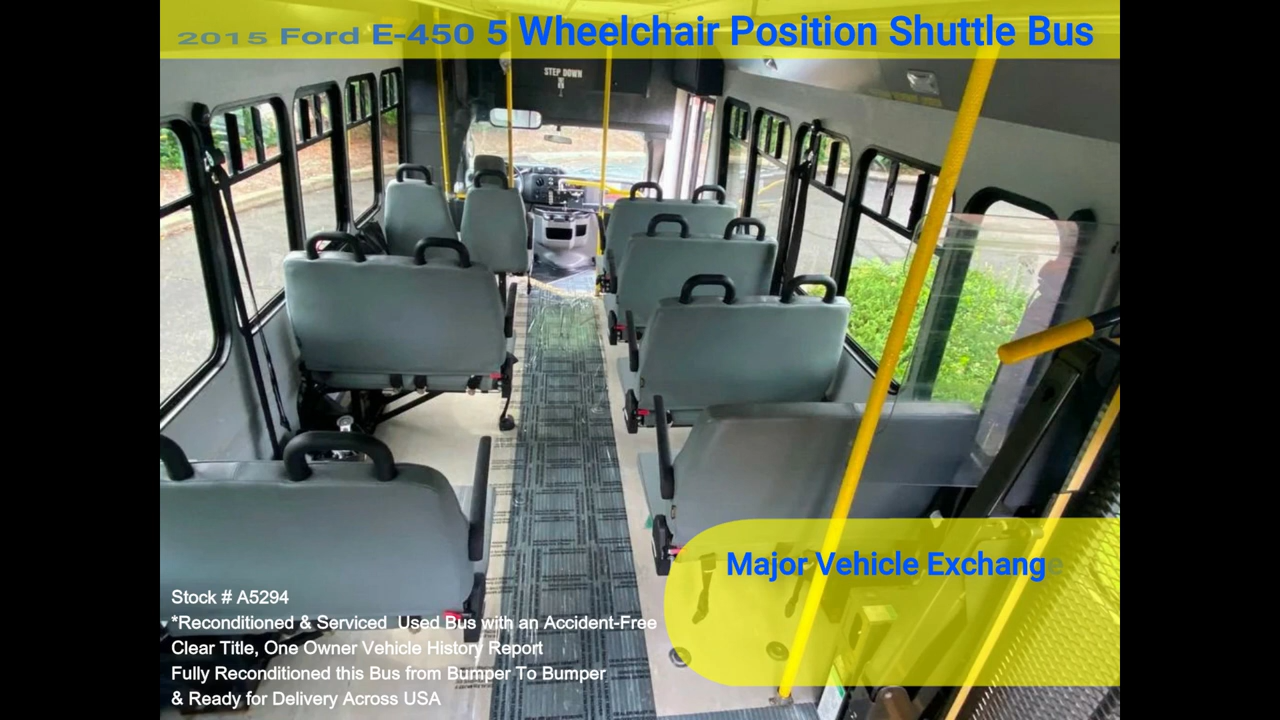 2015 Ford E-450 5 Wheelchair Position Shuttle Bus
STEP DOWN
Major Vehicle Exchange
Stock # A5294
*Reconditioned & Serviced  Used Bus with an Accident-Free
Clear Title, One Owner Vehicle History Report
Fully Reconditioned this Bus from Bumper To Bumper
& Ready for Delivery Across USA